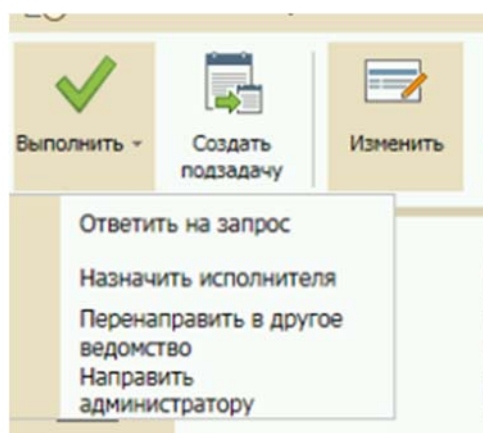 Выполнить
Создать
подзадачу
Изменить
Ответить на запрос
Назначить исполнителя
Перенаправить в другое
ведомство
Направить
администратору